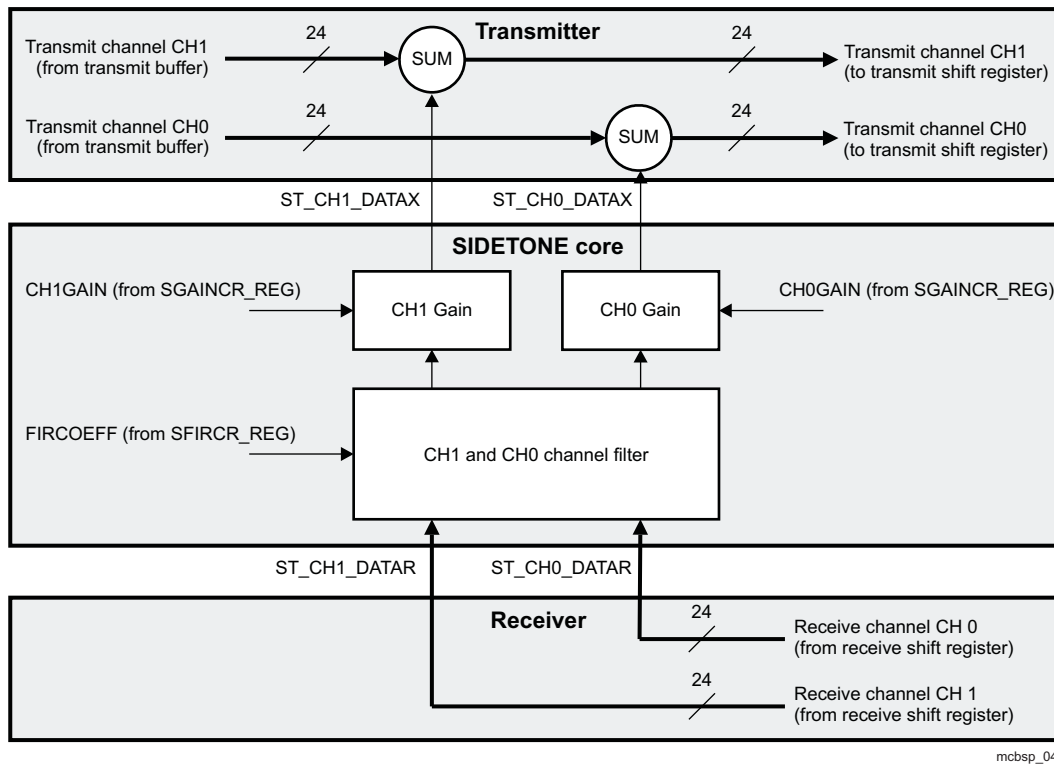 Transmitter
Transmit channel CH1
(from transmit buffer)
24
SUM
24
Transmit channel CH1
(to transmit shift register)
Transmit channel CH0
(from transmit buffer)
24
SUM
24
Transmit channel CH0
(to transmit shift register)
ST_CH1_DATAX
ST_CH0_DATAX
SIDETONE core
CH1GAIN (from SGAINCR_REG)
CH1 Gain
CH0 Gain
CH0GAIN (from SGAINCR_REG)
FIRCOEFF (from SFIRCR_REG)
CH1 and CH0 channel filter
ST_CH1_DATAR
ST_CH0_DATAR
Receiver
24
Receive channel CH 0
(from receive shift register)
24
Receive channel CH 1
(from receive shift register)
mcbsp_04